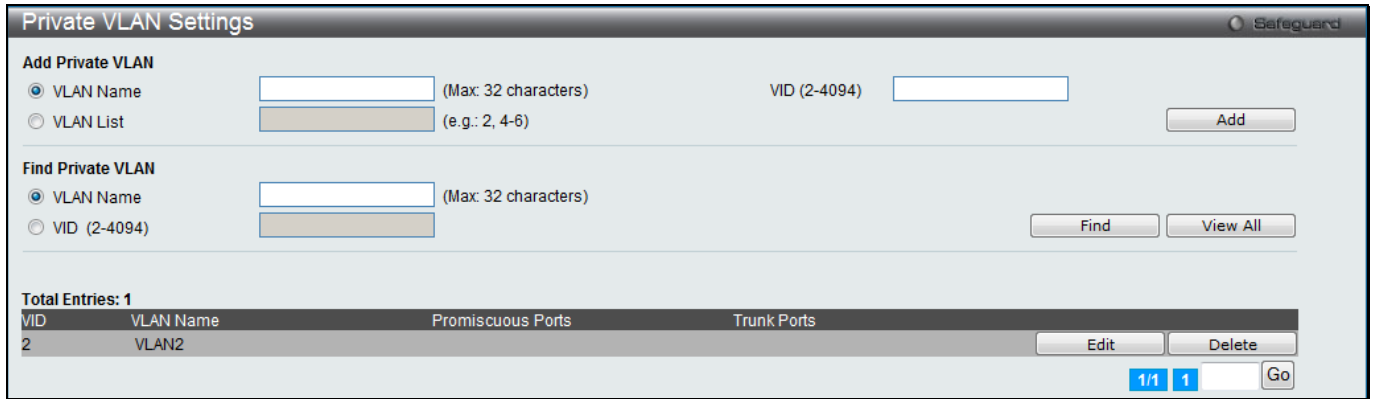 Private VLAN Settings Safeguard
Add Private VLAN
VLAN Name (Max: 32 characters) VID (2-4094)
VLAN List (e.g.: 2, 4-6) Add
Find Private VLAN
VLAN Name (Max: 32 characters)
VID (2-4094) Find View All
Total Entries: 1
VID VLAN Name Promiscuous Ports Trunk Ports
2 VLAN2 Edit Delete
1/1 1 Go